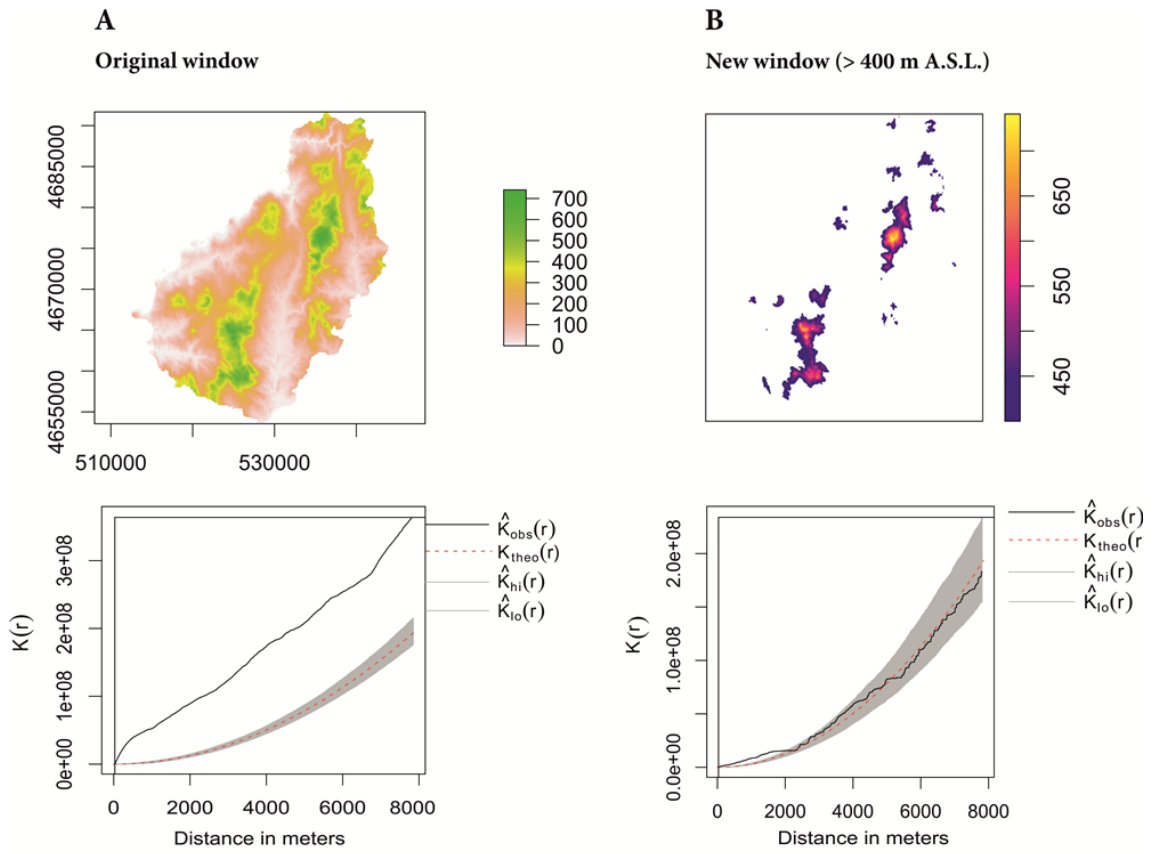 A
Original window
4685000
4670000
4655000
510000
530000
700
600
500
400
300
200
100
0
B
New window (> 400 m A.S.L.)
650
550
450
K(r)
3e+08
2e+08
1e+08
0e+00
0
2000
4000
6000
8000
Distance in meters
K̂obs(r)
Ktheo(r)
K̂hi(r)
K̂lo(r)
K(r)
2.0e+08
1.0e+08
0.0e+00
0
2000
4000
6000
8000
Distance in meters
K̂obs(r)
Ktheo(r
K̂hi(r)
K̂lo(r)